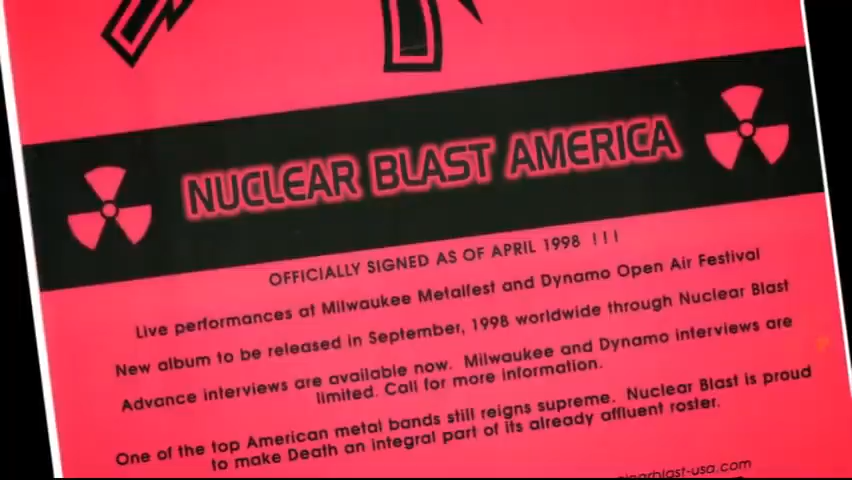 NUCLEAR BLAST AMERICA
OFFICIALLY SIGNED AS OF APRIL 1998 !!!
Live performances at Milwaukee Metalfest and Dynamo Open Air Festival
New album to be released in September, 1998 worldwide through Nuclear Blast
Advance interviews are available now. Milwaukee and Dynamo interviews are
limited. Call for more information.
One of the top American metal bands still reigns supreme. Nuclear Blast is proud
to make Death an integral part of its already affluent roster.